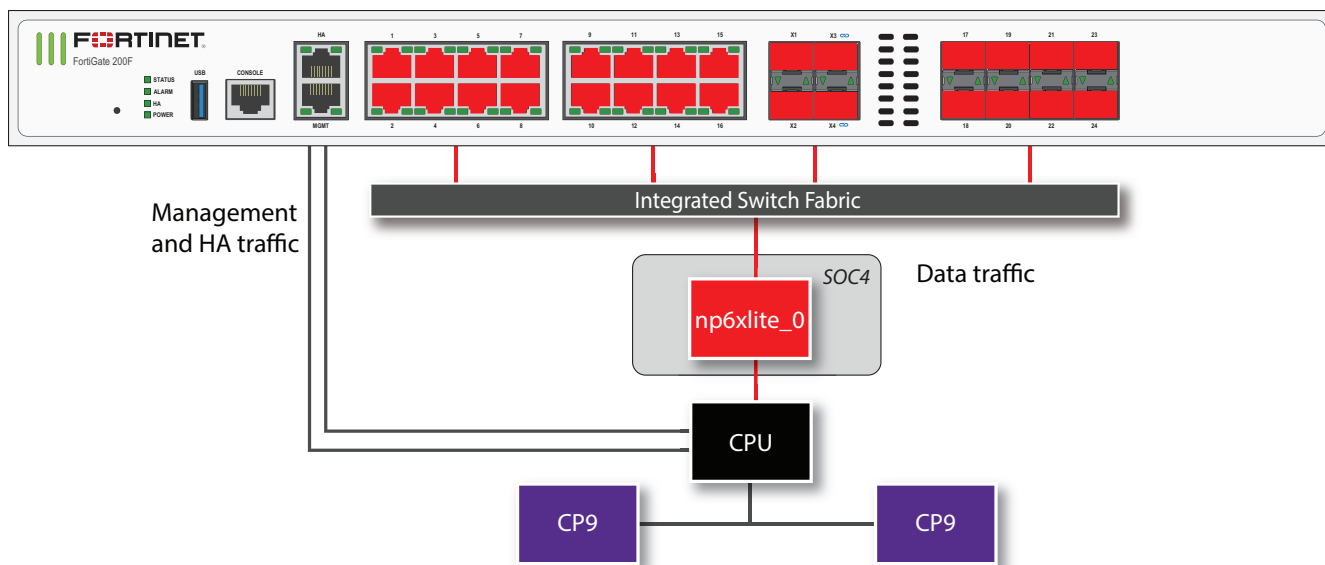 FORTINET
FortiGate 200F
STATUS
ALARM
HA
POWER
USB
CONSOLE
HA
MGMT
1 3 5 7
2 4 6 8
9 11 13 15
10 12 14 16
X1 X3
X2 X4
17 19 21 23
18 20 22 24
Integrated Switch Fabric
Management
and HA traffic
SOC4
Data traffic
np6xlite_0
CPU
CP9
CP9